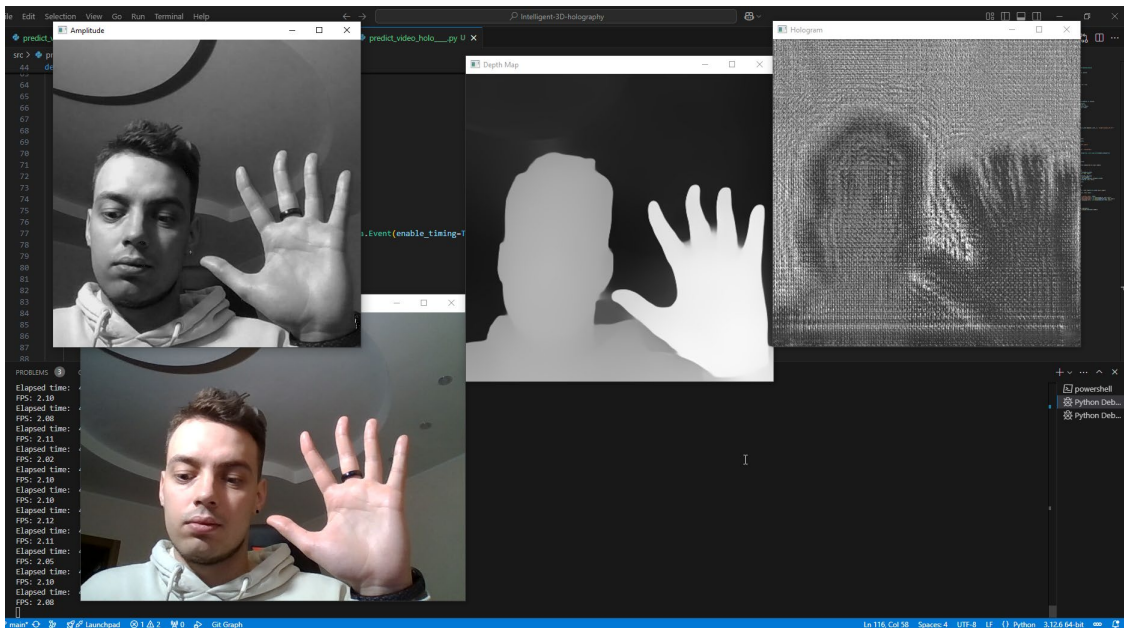 ile Edit Selection View Go Run Terminal Help
Intelligent-3D-holography
Amplitude
Depth Map
Hologram
predict_video_holo___.py U
src >
44 de
64
65
66
67
68
69
70
71
72
73
74
75
76
77
.Event(enable_timing=T
78
79
80
81
82
83
84
85
86
87
88
PROBLEMS 3
powershell
Python Deb...
Python Deb...
Elapsed time:
FPS: 2.10
Elapsed time:
FPS: 2.08
Elapsed time:
FPS: 2.11
Elapsed time:
FPS: 2.02
Elapsed time:
FPS: 2.10
Elapsed time:
FPS: 2.10
Elapsed time:
FPS: 2.12
Elapsed time:
FPS: 2.11
Elapsed time:
FPS: 2.05
Elapsed time:
FPS: 2.10
Elapsed time:
FPS: 2.08
main* Launchpad 1 2 0 Git Graph
Ln 116, Col 58 Spaces: 4 UTF-8 LF {} Python 3.12.6 64-bit